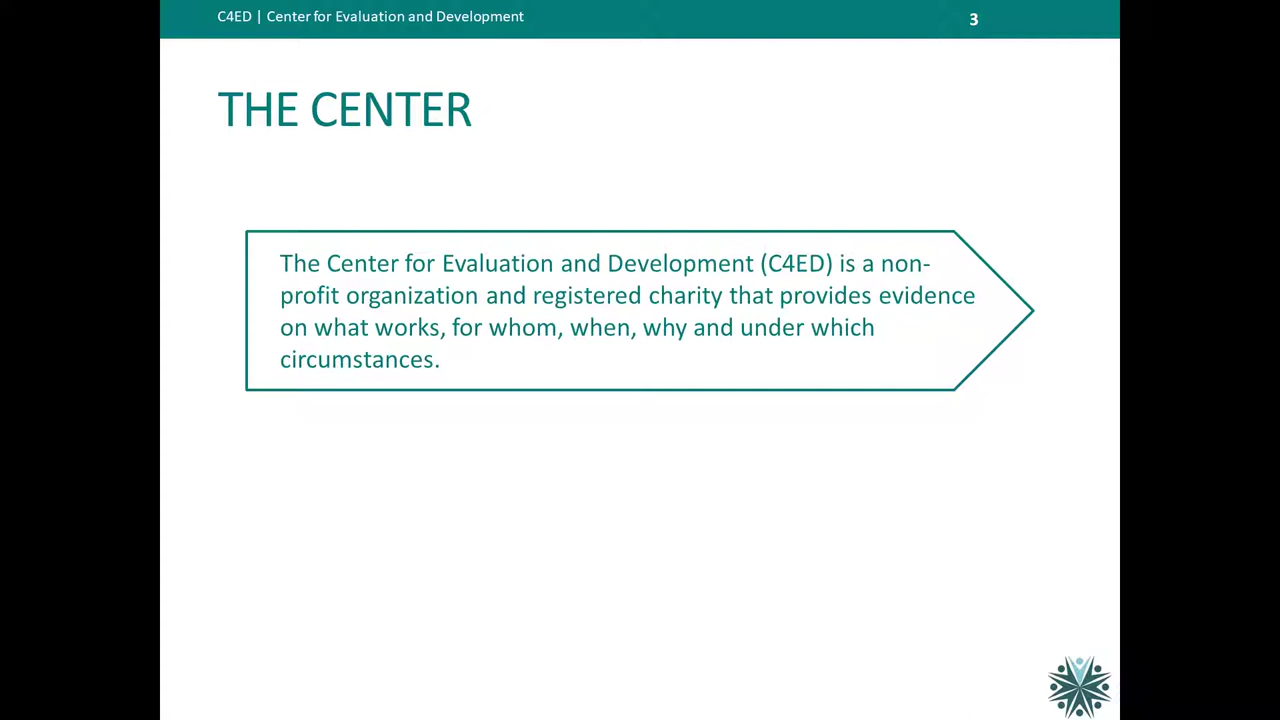 C4ED | Center for Evaluation and Development
3
THE CENTER
The Center for Evaluation and Development (C4ED) is a non-
profit organization and registered charity that provides evidence
on what works, for whom, when, why and under which
circumstances.